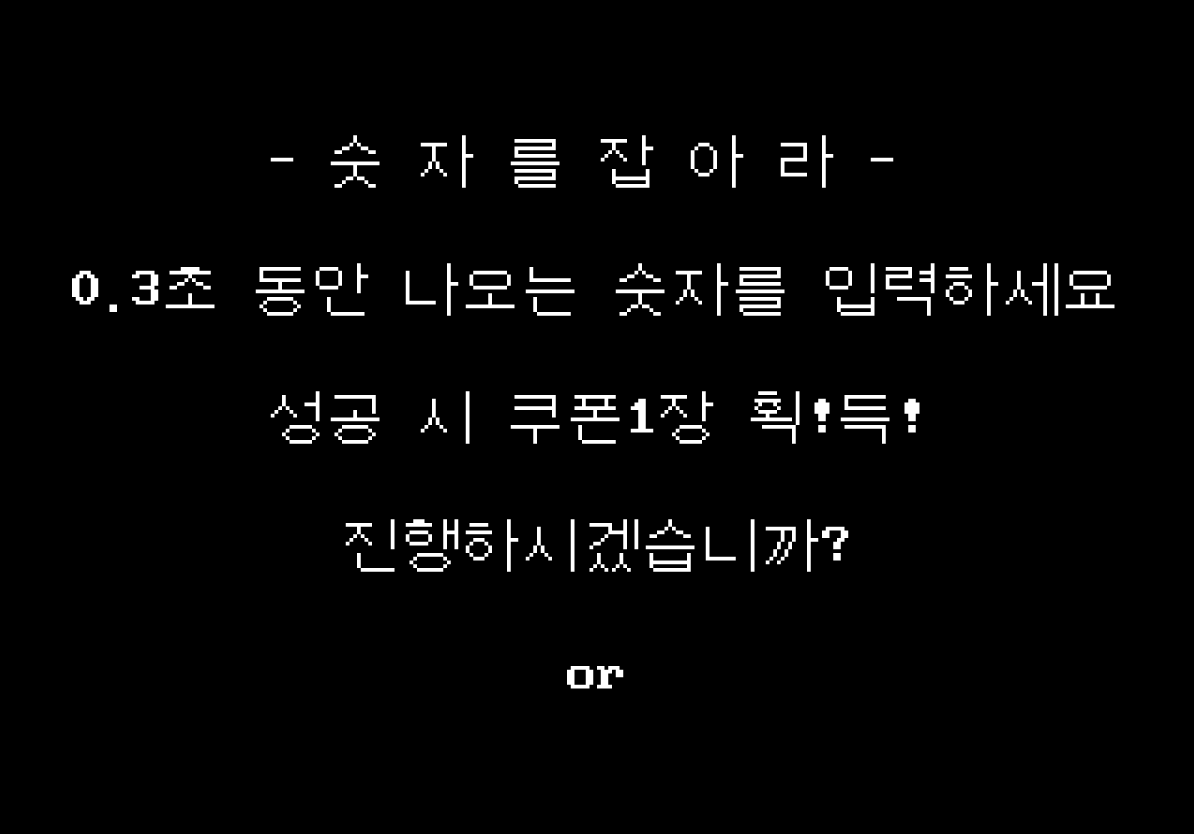 - 숫 자 를 잡 아 라 -
0.3초 동안 나오는 숫자를 입력하세요
성공 시 쿠폰1장 획!득!
진행하시겠습니까?
or